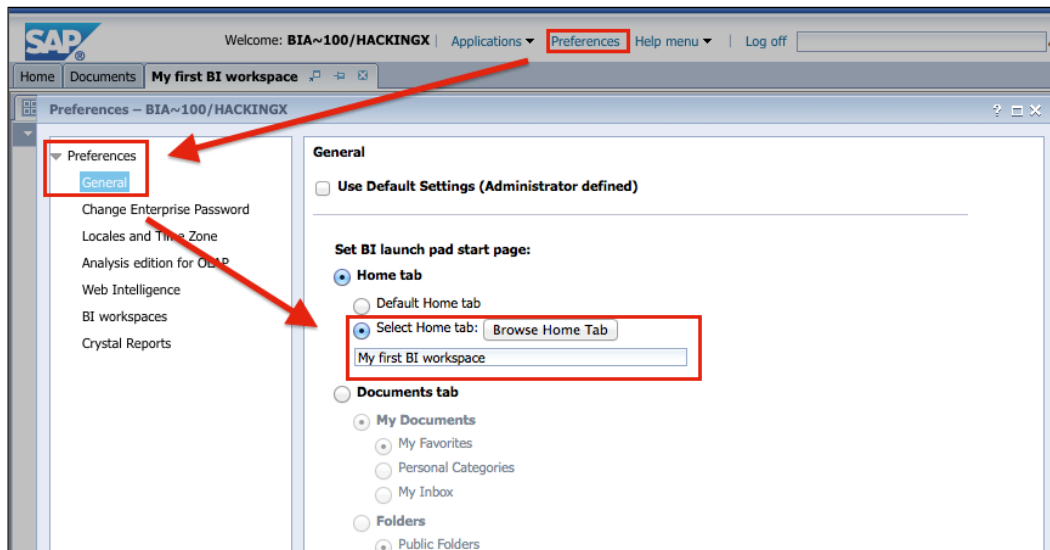 SAP®
Welcome: BIA~100/HACKINGX | Applications Preferences Help menu | Log off
Home Documents My first BI workspace
Preferences – BIA~100/HACKINGX ?
Preferences
General
Change Enterprise Password
Locales and Time Zone
Analysis edition for OLAP
Web Intelligence
BI workspaces
Crystal Reports
General
Use Default Settings (Administrator defined)
Set BI launch pad start page:
Home tab
Default Home tab
Select Home tab: Browse Home Tab
My first BI workspace
Documents tab
My Documents
My Favorites
Personal Categories
My Inbox
Folders
Public Folders